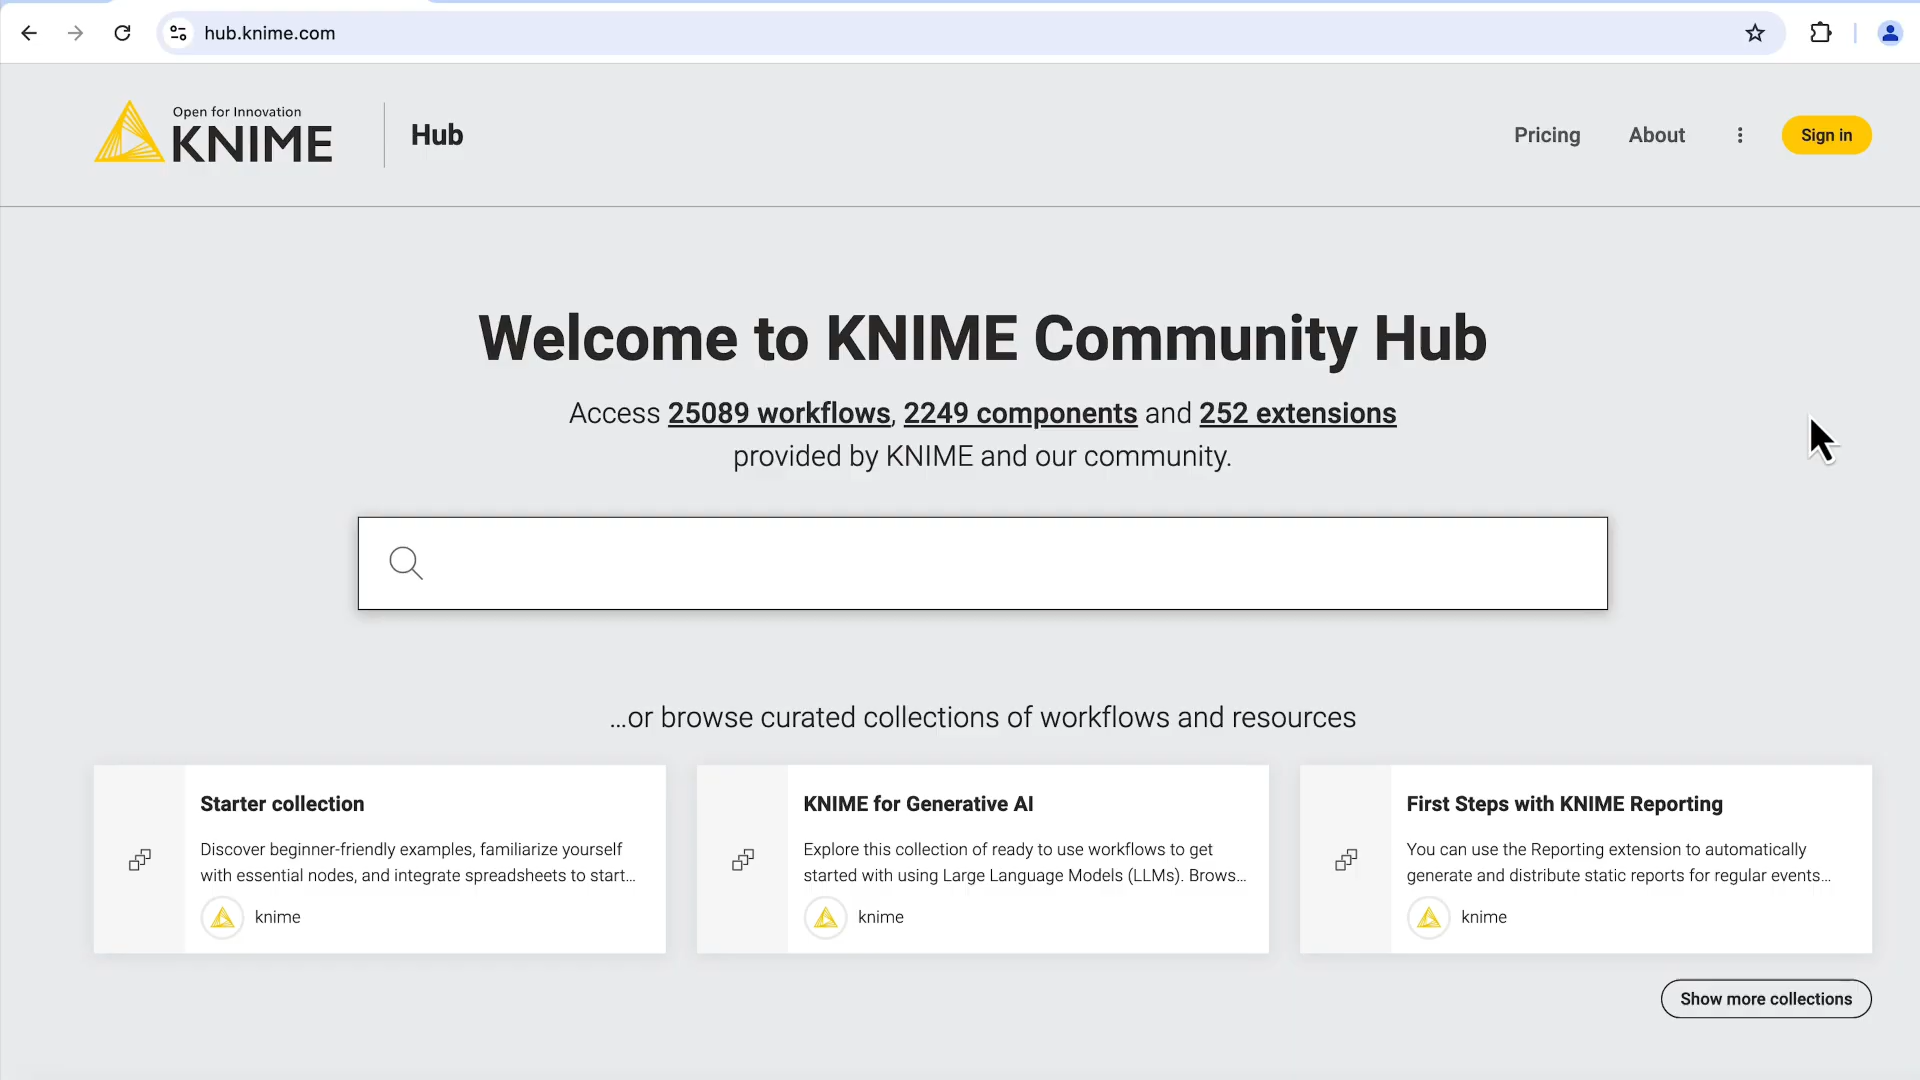 hub.knime.com
Open for Innovation
KNIME
Hub
Pricing
About
Sign in
Welcome to KNIME Community Hub
Access 25089 workflows, 2249 components and 252 extensions
provided by KNIME and our community.
...or browse curated collections of workflows and resources
Starter collection
Discover beginner-friendly examples, familiarize yourself
with essential nodes, and integrate spreadsheets to start...
knime
KNIME for Generative AI
Explore this collection of ready to use workflows to get
started with using Large Language Models (LLMs). Brows...
knime
First Steps with KNIME Reporting
You can use the Reporting extension to automatically
generate and distribute static reports for regular events...
knime
Show more collections